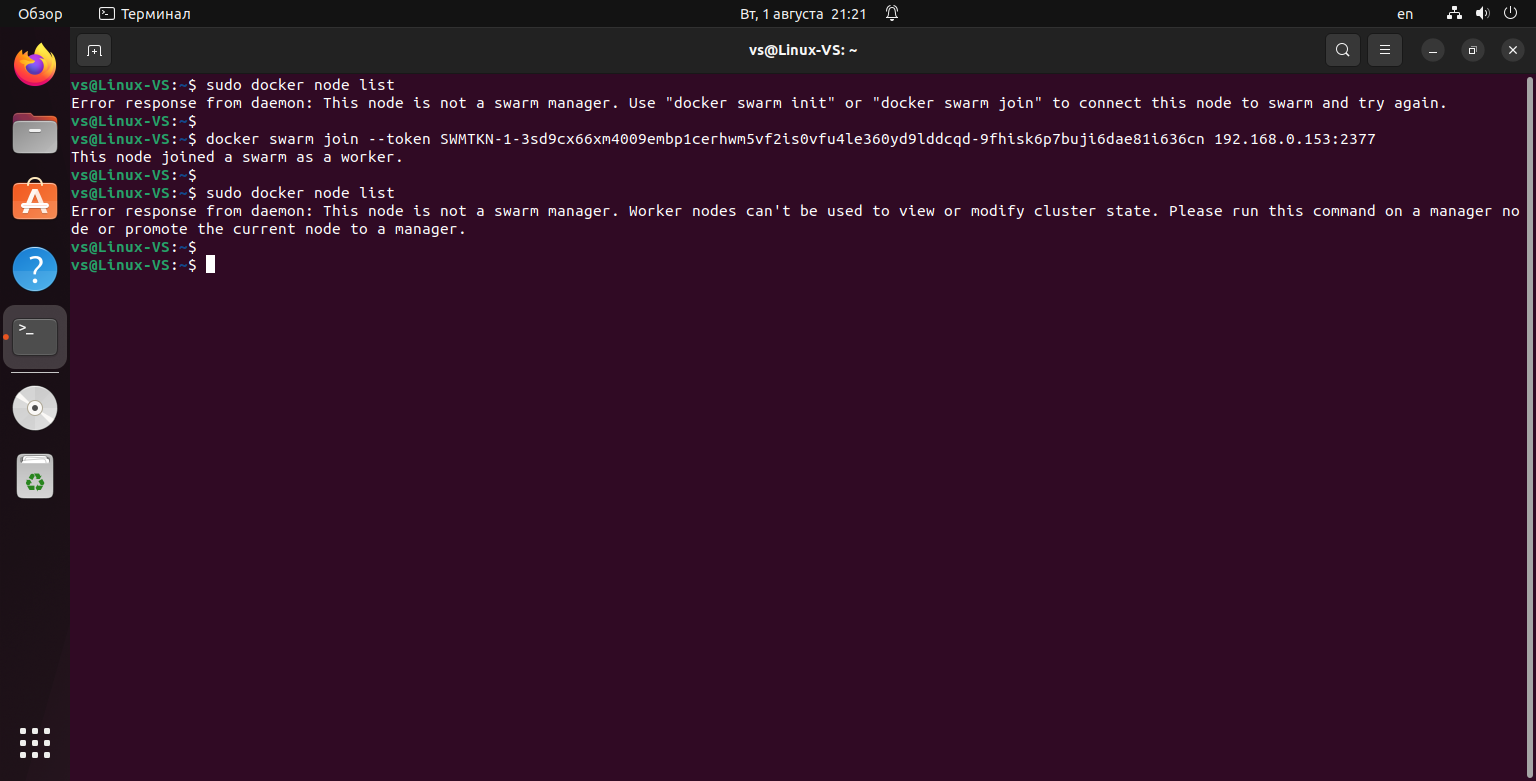 Обзор
Терминал
Вт, 1 августа 21:21
en
vs@Linux-VS: ~
vs@Linux-VS:~$ sudo docker node list
Error response from daemon: This node is not a swarm manager. Use "docker swarm init" or "docker swarm join" to connect this node to swarm and try again.
vs@Linux-VS:~$
vs@Linux-VS:~$ docker swarm join --token SWMTKN-1-3sd9cx66xm4009embp1cerhwm5vf2is0vfu4le360yd9lddcqd-9fhisk6p7buji6dae81i636cn 192.168.0.153:2377
This node joined a swarm as a worker.
vs@Linux-VS:~$
vs@Linux-VS:~$ sudo docker node list
Error response from daemon: This node is not a swarm manager. Worker nodes can't be used to view or modify cluster state. Please run this command on a manager no
de or promote the current node to a manager.
vs@Linux-VS:~$
vs@Linux-VS:~$